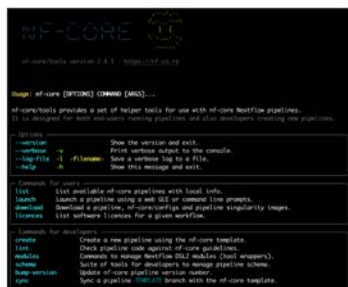 NF-CORE
nf-core/tools version 2.4.1 - https://nf-co.re
Usage: nf-core [OPTIONS] COMMAND [ARGS]...
nf-core/tools provides a set of helper tools for use with nf-core Nextflow pipelines.
It is designed for both end-users running pipelines and also developers creating new pipelines.
Options
--version Show the version and exit.
--verbose -v Print verbose output to the console.
--log-file -l <filename> Save a verbose log to a file.
--help -h Show this message and exit.
Commands for users
list List available nf-core pipelines with local info.
launch Launch a pipeline using a web GUI or command line prompts.
download Download a pipeline, nf-core/configs and pipeline singularity images.
licences List software licences for a given workflow.
Commands for developers
create Create a new pipeline using the nf-core template.
lint Check pipeline code against nf-core guidelines.
modules Commands to manage Nextflow DSL2 modules (tool wrappers).
schema Suite of tools for developers to manage pipeline schema.
bump-version Update nf-core pipeline version number.
sync Sync a pipeline TEMPLATE branch with the nf-core template.